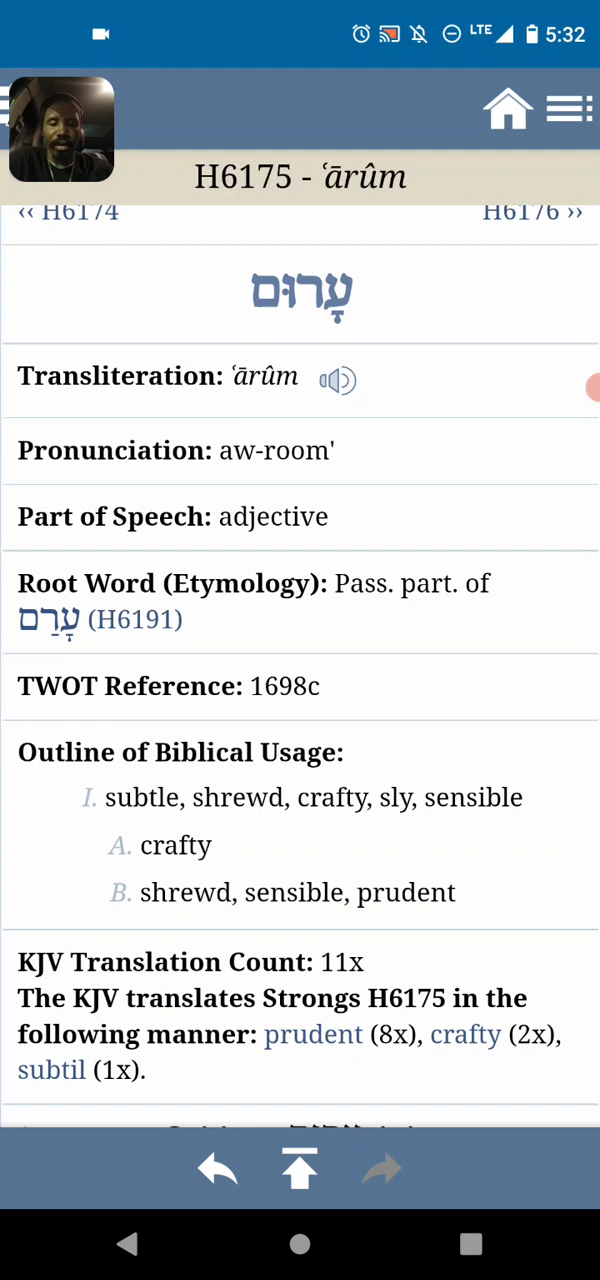 LTE 5:32
H6175 - ʿārûm
‹‹ H6174 H6176 ››
עָרוּם
Transliteration: ʿārûm
Pronunciation: aw-room'
Part of Speech: adjective
Root Word (Etymology): Pass. part of
עָרַם (H6191)
TWOT Reference: 1698c
Outline of Biblical Usage:
I. subtle, shrewd, crafty, sly, sensible
A. crafty
B. shrewd, sensible, prudent
KJV Translation Count: 11x
The KJV translates Strongs H6175 in the
following manner: prudent (8x), crafty (2x),
subtil (1x).